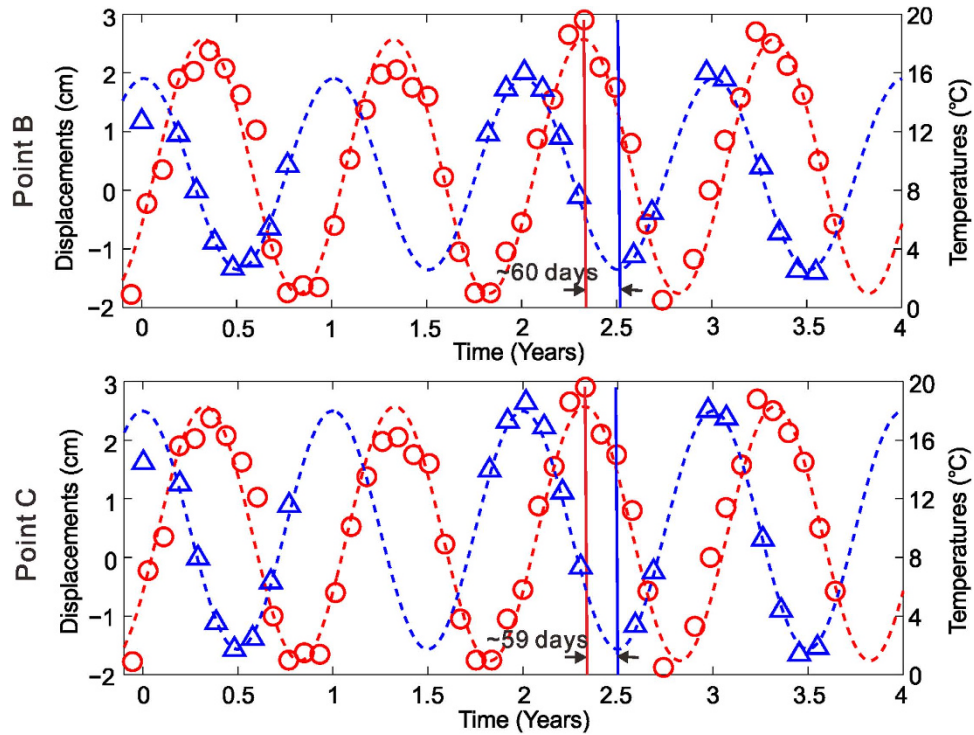 Point B
Displacements (cm)
3
2
1
0
−1
−2
20
16
12
8
4
0
Temperatures (°C)
~60 days
0 0.5 1 1.5 2 2.5 3 3.5 4
Time (Years)
Point C
Displacements (cm)
3
2
1
0
−1
−2
20
16
12
8
4
0
Temperatures (°C)
~59 days
0 0.5 1 1.5 2 2.5 3 3.5 4
Time (Years)